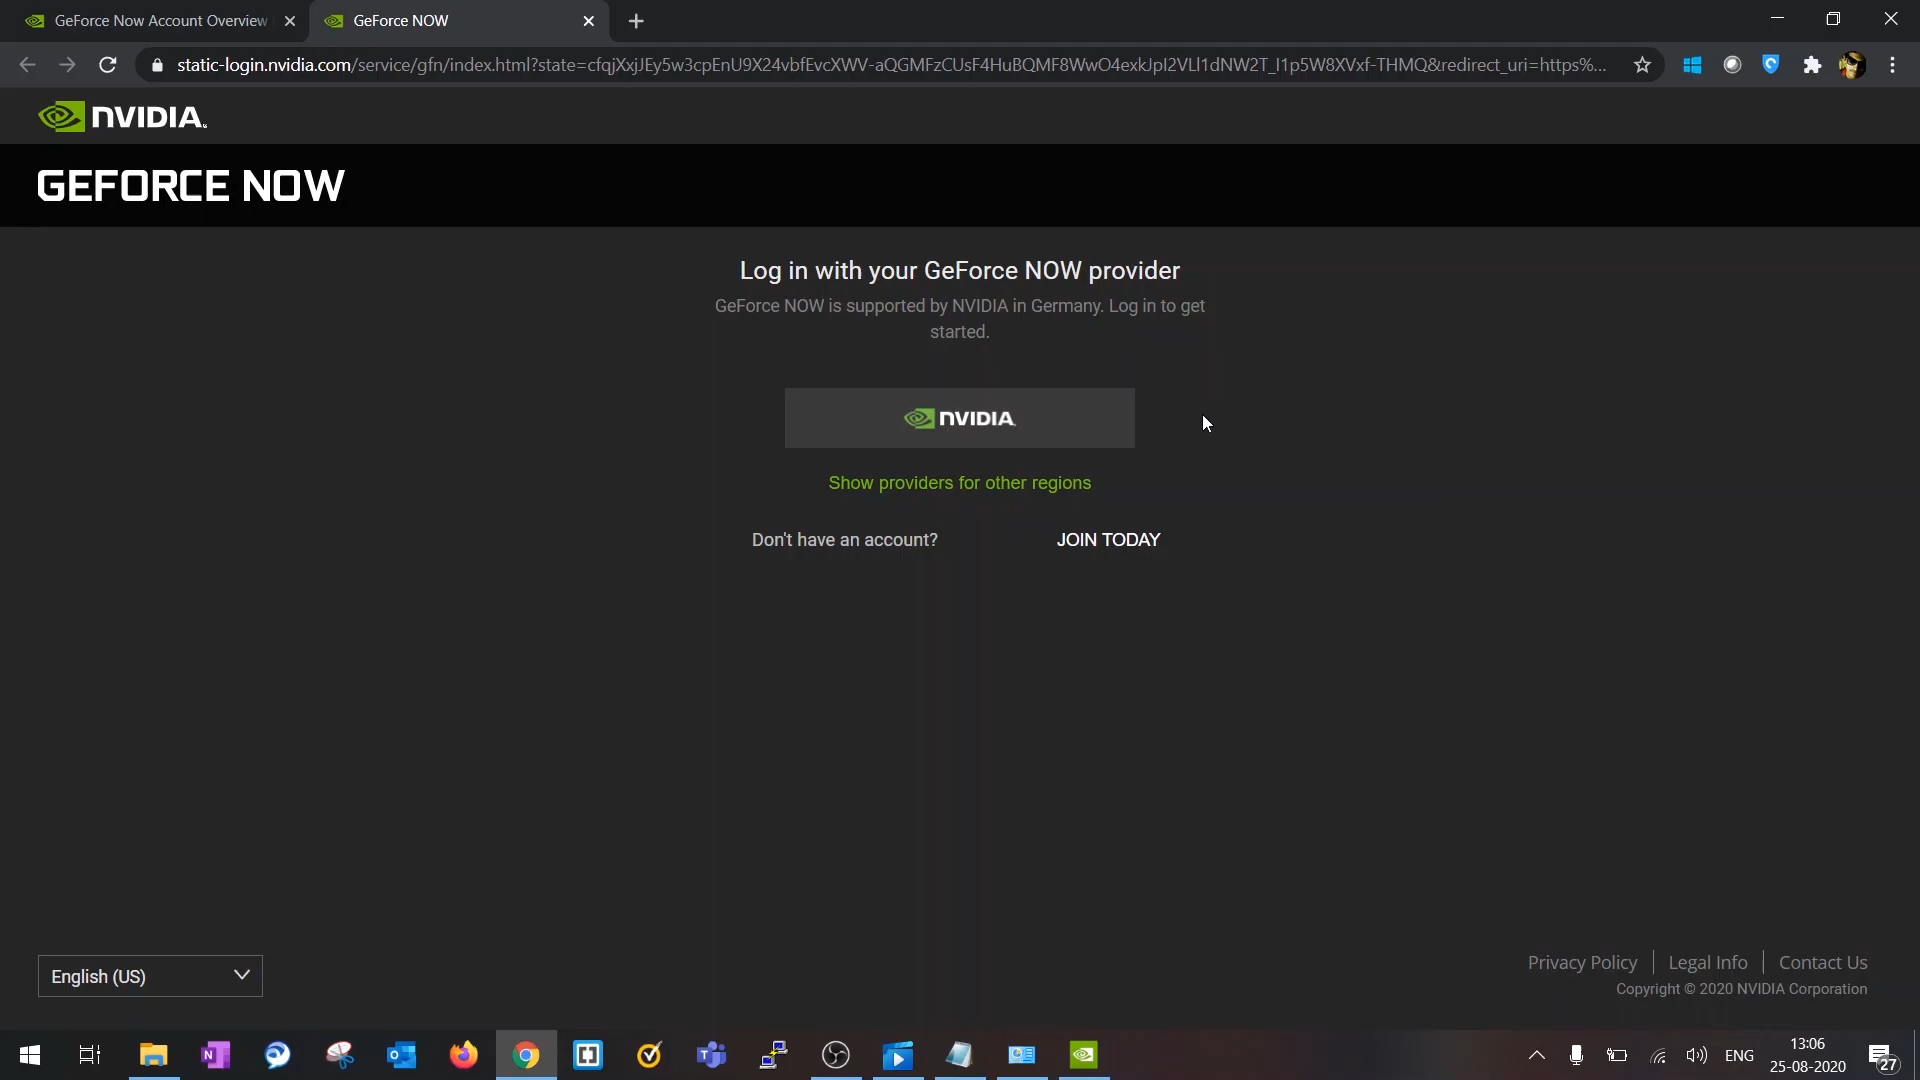 GeForce Now Account Overview
GeForce NOW
static-login.nvidia.com/service/gfn/index.html?state=cfqjXxjJEy5w3cpEnU9X24vbfEvcXWV-aQGMFzCUsF4HuBQMF8WwO4exkJpI2VLl1dNW2T_I1p5W8XVxf-THMQ&redirect_uri=https%...
NVIDIA.
GEFORCE NOW
Log in with your GeForce NOW provider
GeForce NOW is supported by NVIDIA in Germany. Log in to get
started.
NVIDIA.
Show providers for other regions
Don't have an account? JOIN TODAY
English (US)
Privacy Policy | Legal Info | Contact Us
Copyright © 2020 NVIDIA Corporation
ENG
13:06
25-08-2020
27